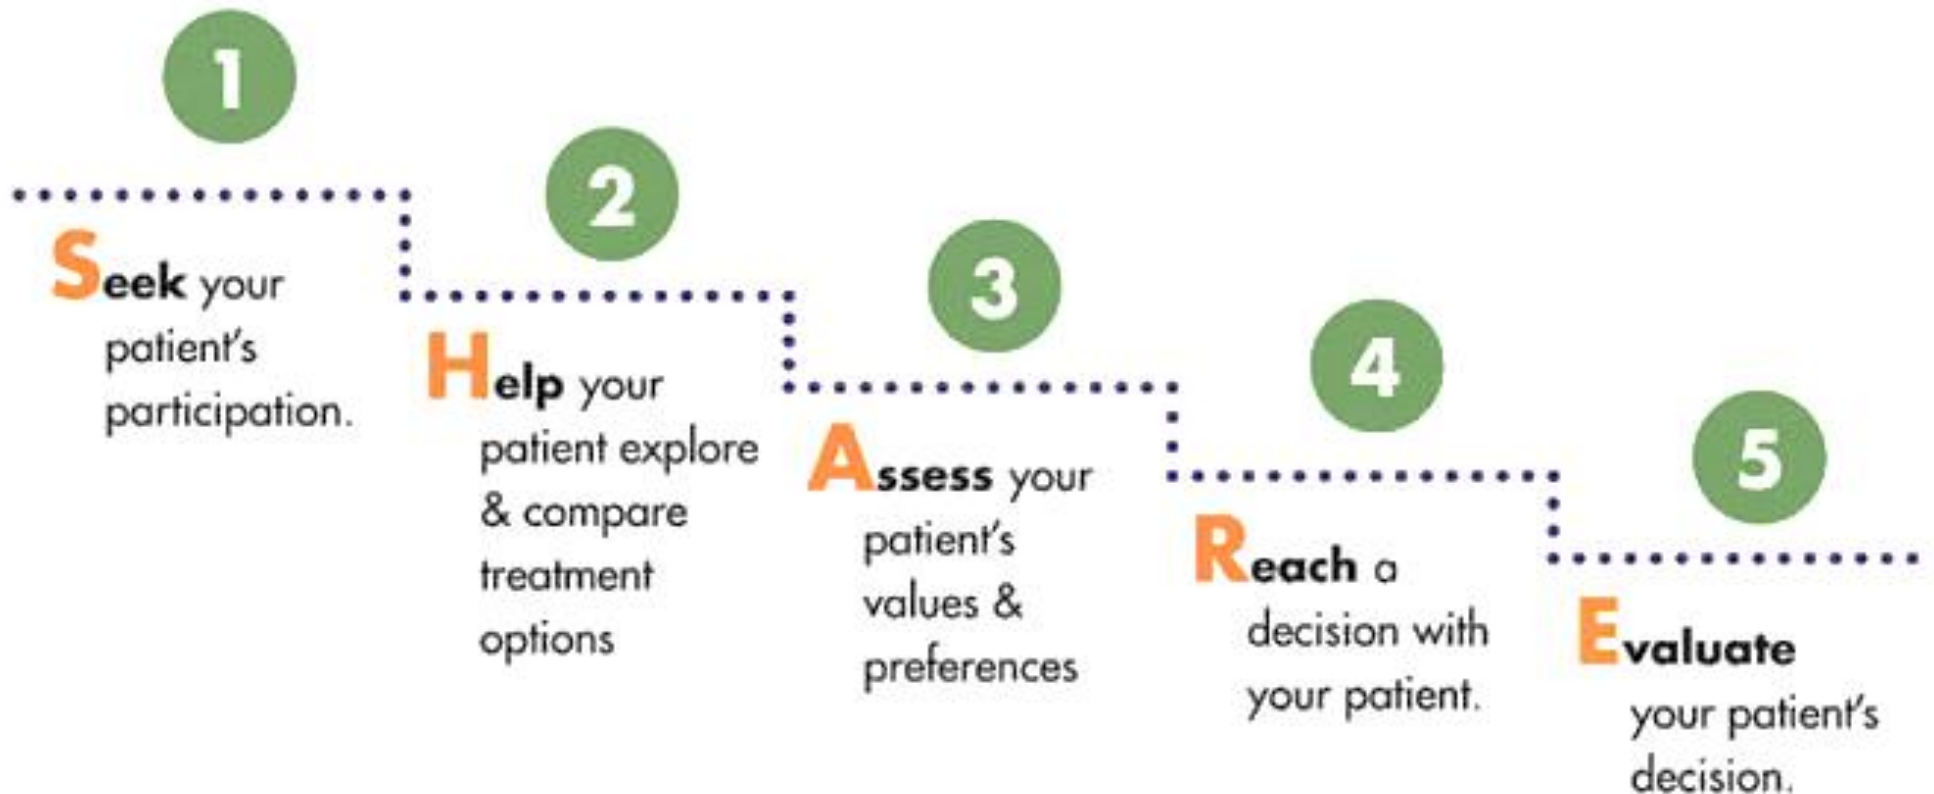 1
Seek your
patient's
participation.
2
Help your
patient explore
& compare
treatment
options
3
Assess your
patient's
values &
preferences
4
Reach a
decision with
your patient.
5
Evaluate
your patient's
decision.